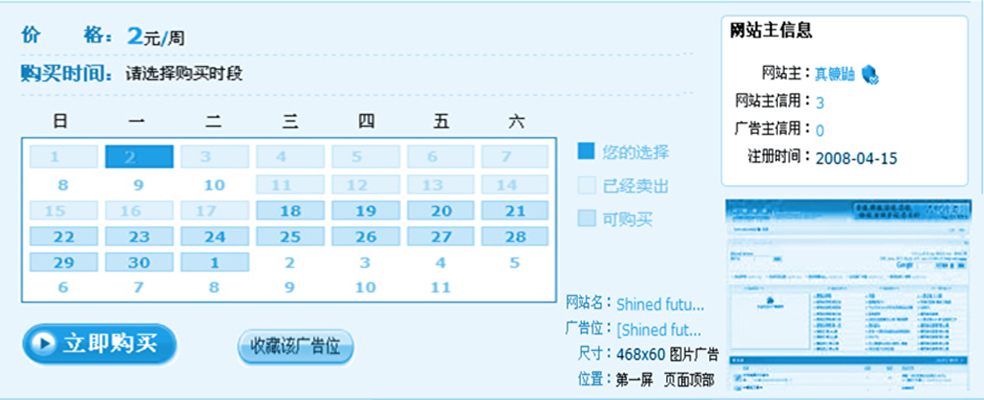 价 格：2元/周
购买时间：请选择购买时段
日 一 二 三 四 五 六
1 2 3 4 5 6 7
8 9 10 11 12 13 14
15 16 17 18 19 20 21
22 23 24 25 26 27 28
29 30 1 2 3 4 5
6 7 8 9 10 11
您的选择
已经卖出
可购买
立即购买
收藏该广告位
网站主信息
网站主：真镀鼬
网站主信用：3
广告主信用：0
注册时间：2008-04-15
网站名：Shined futu...
广告位：[Shined fut...
尺寸：468x60 图片广告
位置：第一屏 页面顶部
Google